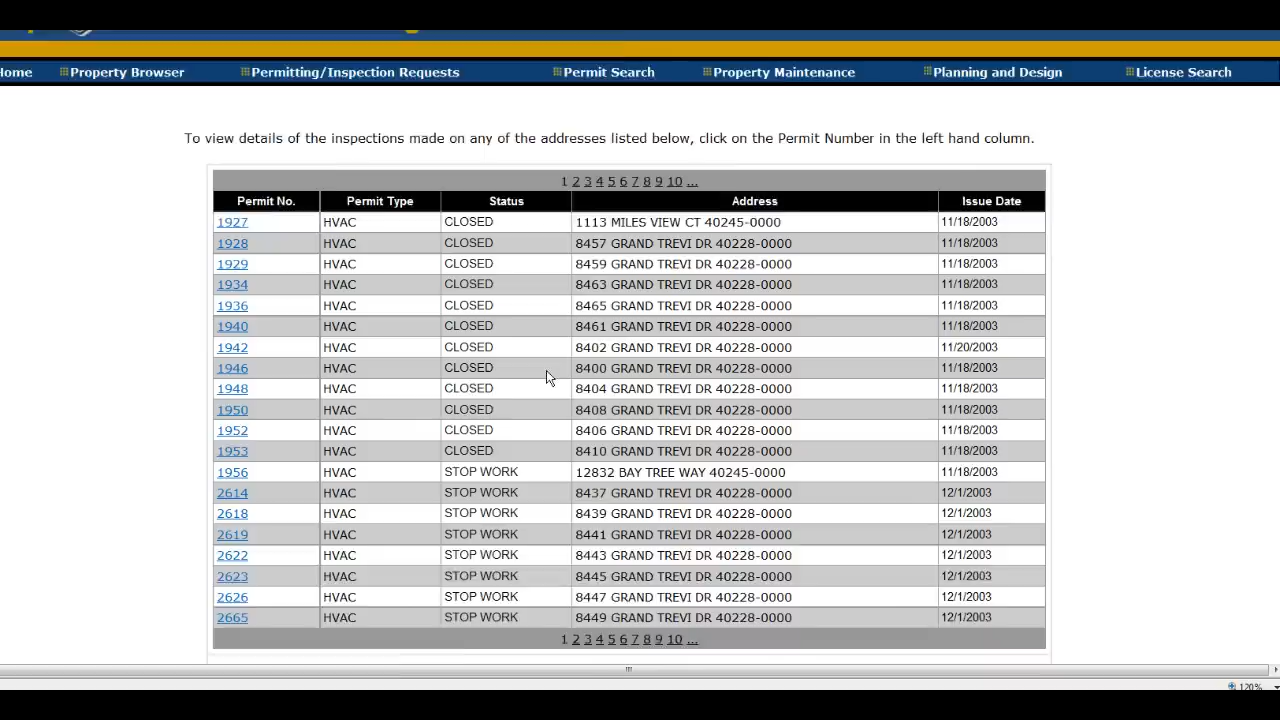 Home Property Browser Permitting/Inspection Requests Permit Search Property Maintenance Planning and Design License Search
To view details of the inspections made on any of the addresses listed below, click on the Permit Number in the left hand column.
1 2 3 4 5 6 7 8 9 10 ...
Permit No. Permit Type Status Address Issue Date
1927 HVAC CLOSED 1113 MILES VIEW CT 40245-0000 11/18/2003
1928 HVAC CLOSED 8457 GRAND TREVI DR 40228-0000 11/18/2003
1929 HVAC CLOSED 8459 GRAND TREVI DR 40228-0000 11/18/2003
1934 HVAC CLOSED 8463 GRAND TREVI DR 40228-0000 11/18/2003
1936 HVAC CLOSED 8465 GRAND TREVI DR 40228-0000 11/18/2003
1940 HVAC CLOSED 8461 GRAND TREVI DR 40228-0000 11/18/2003
1942 HVAC CLOSED 8402 GRAND TREVI DR 40228-0000 11/20/2003
1946 HVAC CLOSED 8400 GRAND TREVI DR 40228-0000 11/18/2003
1948 HVAC CLOSED 8404 GRAND TREVI DR 40228-0000 11/18/2003
1950 HVAC CLOSED 8408 GRAND TREVI DR 40228-0000 11/18/2003
1952 HVAC CLOSED 8406 GRAND TREVI DR 40228-0000 11/18/2003
1953 HVAC CLOSED 8410 GRAND TREVI DR 40228-0000 11/18/2003
1956 HVAC STOP WORK 12832 BAY TREE WAY 40245-0000 11/18/2003
2614 HVAC STOP WORK 8437 GRAND TREVI DR 40228-0000 12/1/2003
2618 HVAC STOP WORK 8439 GRAND TREVI DR 40228-0000 12/1/2003
2619 HVAC STOP WORK 8441 GRAND TREVI DR 40228-0000 12/1/2003
2622 HVAC STOP WORK 8443 GRAND TREVI DR 40228-0000 12/1/2003
2623 HVAC STOP WORK 8445 GRAND TREVI DR 40228-0000 12/1/2003
2626 HVAC STOP WORK 8447 GRAND TREVI DR 40228-0000 12/1/2003
2665 HVAC STOP WORK 8449 GRAND TREVI DR 40228-0000 12/1/2003
1 2 3 4 5 6 7 8 9 10 ...
120%